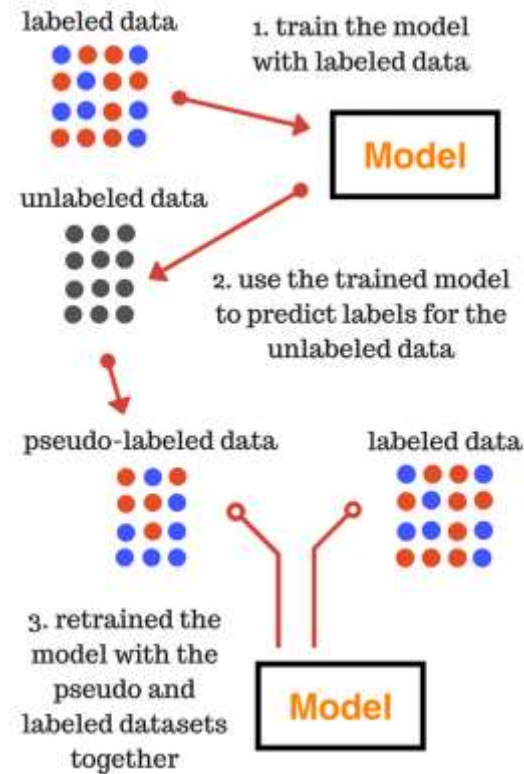 labeled data
1. train the model
with labeled data
Model
unlabeled data
2. use the trained model
to predict labels for the
unlabeled data
pseudo-labeled data
labeled data
3. retrained the
model with the
pseudo and
labeled datasets
together
Model